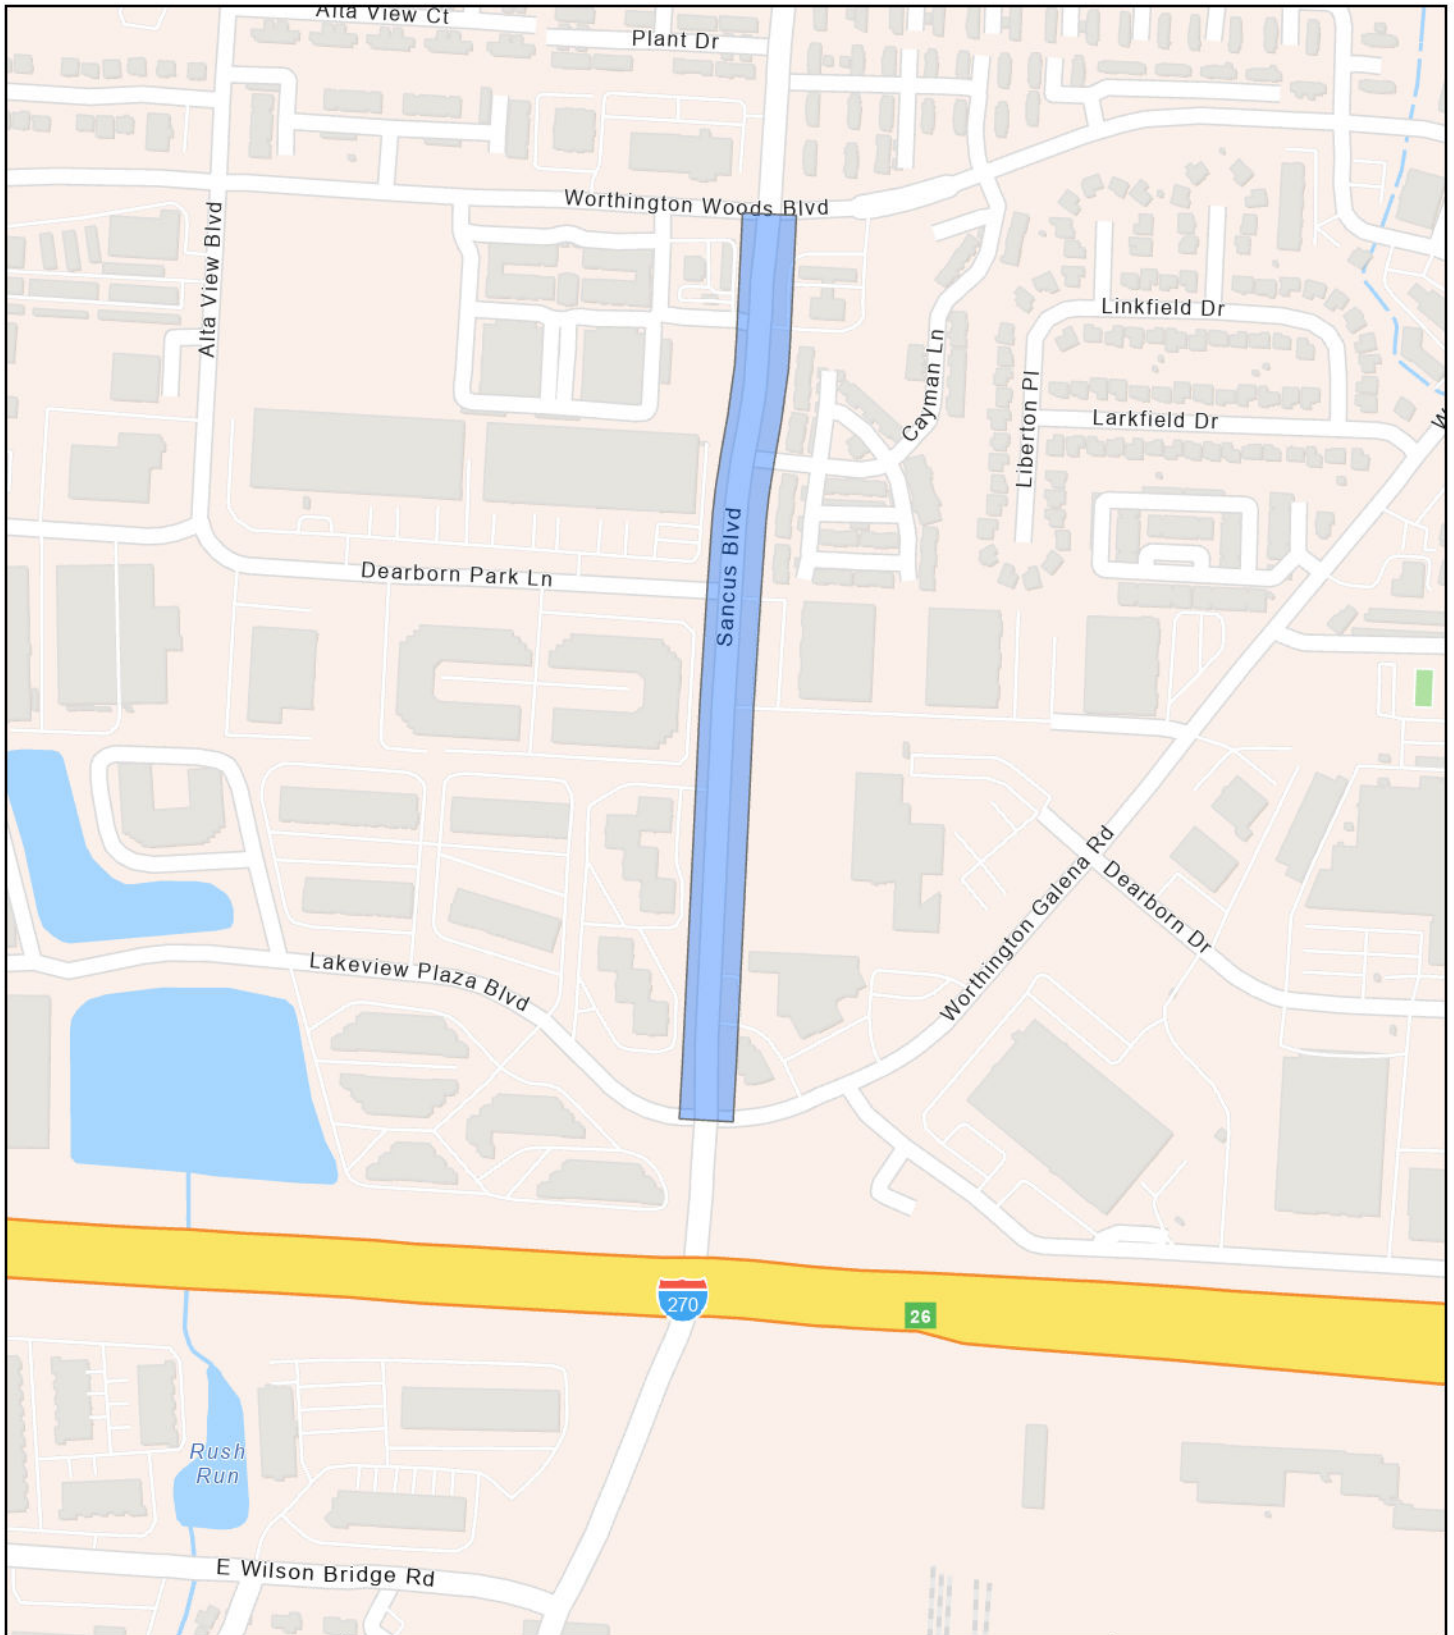 Alta View Ct
Plant Dr
Worthington Woods Blvd
Alta View Blvd
Linkfield Dr
Cayman Ln
Liberton Pl
Larkfield Dr
W
Sancus Blvd
Dearborn Park Ln
Worthington Galena Rd
Dearborn Dr
Lakeview Plaza Blvd
270
26
Rush
Run
E Wilson Bridge Rd